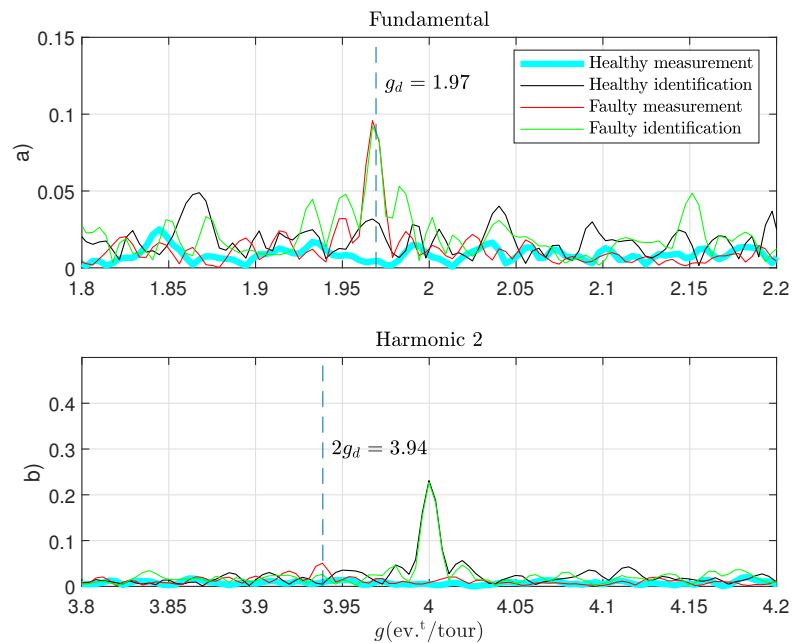 Fundamental
0.15
0.1
0.05
0
a)
g_d = 1.97
Healthy measurement
Healthy identification
Faulty measurement
Faulty identification
1.8 1.85 1.9 1.95 2 2.05 2.1 2.15 2.2
Harmonic 2
0.4
0.3
0.2
0.1
0
b)
2g_d = 3.94
3.8 3.85 3.9 3.95 4 4.05 4.1 4.15 4.2
g(ev.^t/tour)